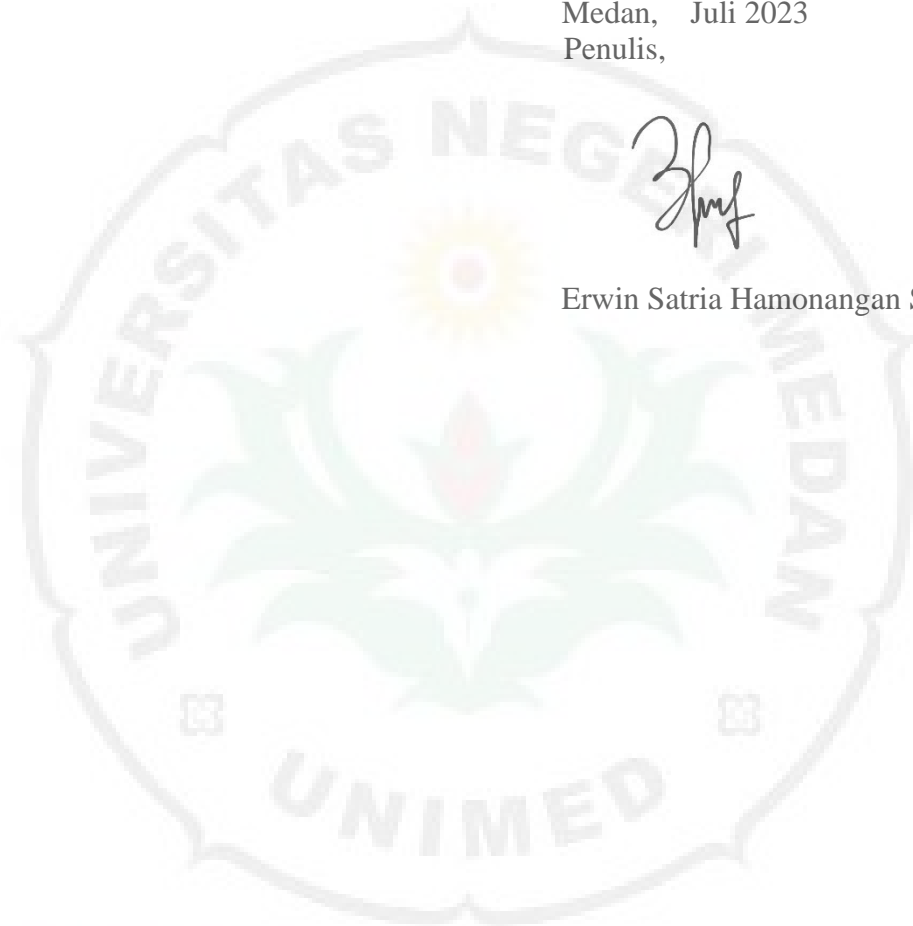 Medan, Juli 2023
Penulis,
Erwin Satria Hamonangan S
UNIVERSITAS NEGERI MEDAN
UNIMED